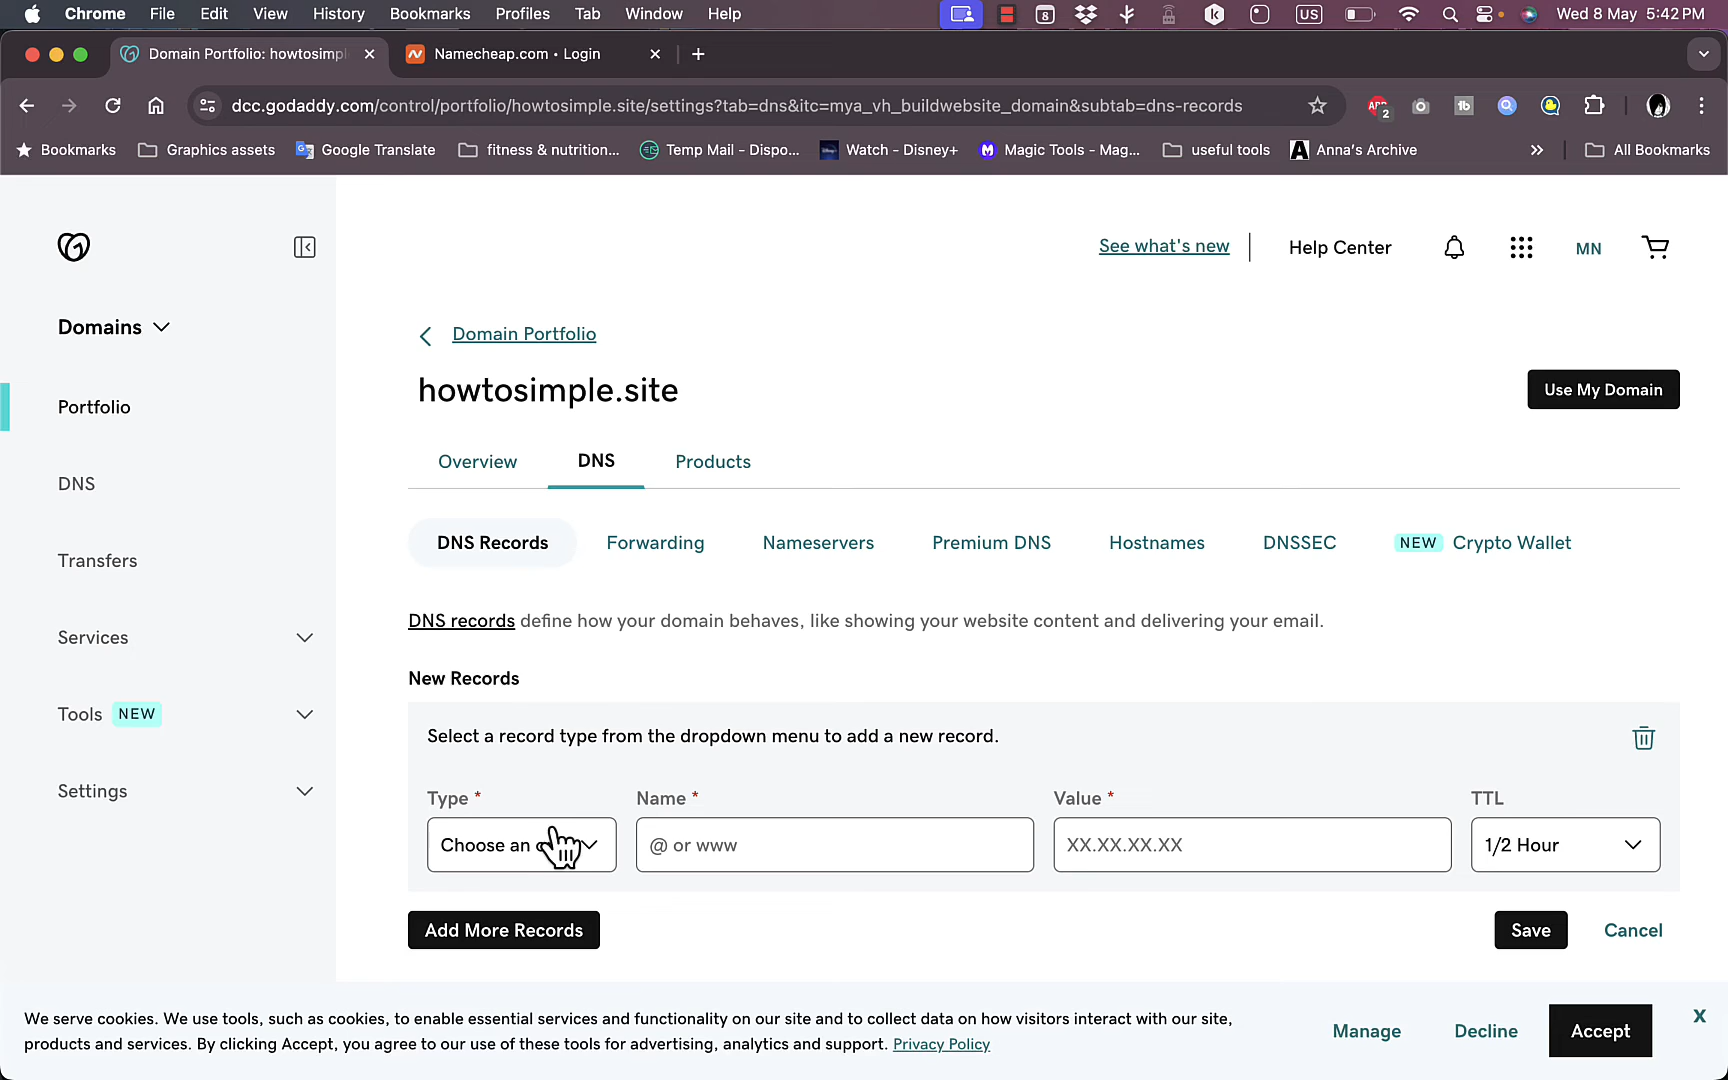 Chrome File Edit View History Bookmarks Profiles Tab Window Help 8 US Wed 8 May 5:42 PM
Domain Portfolio: howtosimpl Namecheap.com • Login
dcc.godaddy.com/control/portfolio/howtosimple.site/settings?tab=dns&itc=mya_vh_buildwebsite_domain&subtab=dns-records ABP 2 tb
Bookmarks Graphics assets Google Translate fitness & nutrition... Temp Mail - Dispo... Watch - Disney+ Magic Tools - Mag... useful tools Anna's Archive » All Bookmarks
See what's new Help Center MN
Domains
Domain Portfolio
howtosimple.site
Use My Domain
Portfolio
Overview DNS Products
DNS
DNS Records Forwarding Nameservers Premium DNS Hostnames DNSSEC NEW Crypto Wallet
Transfers
DNS records define how your domain behaves, like showing your website content and delivering your email.
Services
New Records
Tools NEW
Select a record type from the dropdown menu to add a new record.
Settings
Type * Name * Value * TTL
Choose an @ or www XX.XX.XX.XX 1/2 Hour
Add More Records Save Cancel
We serve cookies. We use tools, such as cookies, to enable essential services and functionality on our site and to collect data on how visitors interact with our site,
products and services. By clicking Accept, you agree to our use of these tools for advertising, analytics and support. Privacy Policy
Manage Decline Accept X